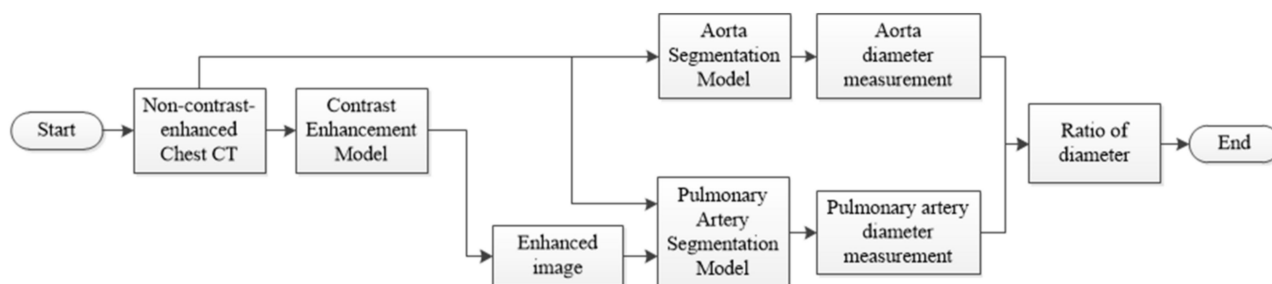 Start
Non-contrast-
enhanced
Chest CT
Contrast
Enhancement
Model
Enhanced
image
Aorta
Segmentation
Model
Aorta
diameter
measurement
Pulmonary
Artery
Segmentation
Model
Pulmonary artery
diameter
measurement
Ratio of
diameter
End